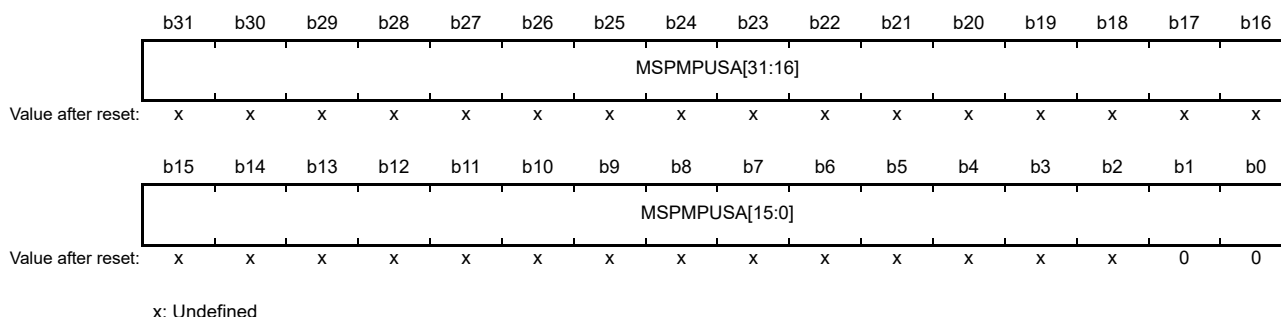 b31 b30 b29 b28 b27 b26 b25 b24 b23 b22 b21 b20 b19 b18 b17 b16
MSPMPUSA[31:16]
Value after reset: x x x x x x x x x x x x x x x x
b15 b14 b13 b12 b11 b10 b9 b8 b7 b6 b5 b4 b3 b2 b1 b0
MSPMPUSA[15:0]
Value after reset: x x x x x x x x x x x x x x 0 0
x: Undefined